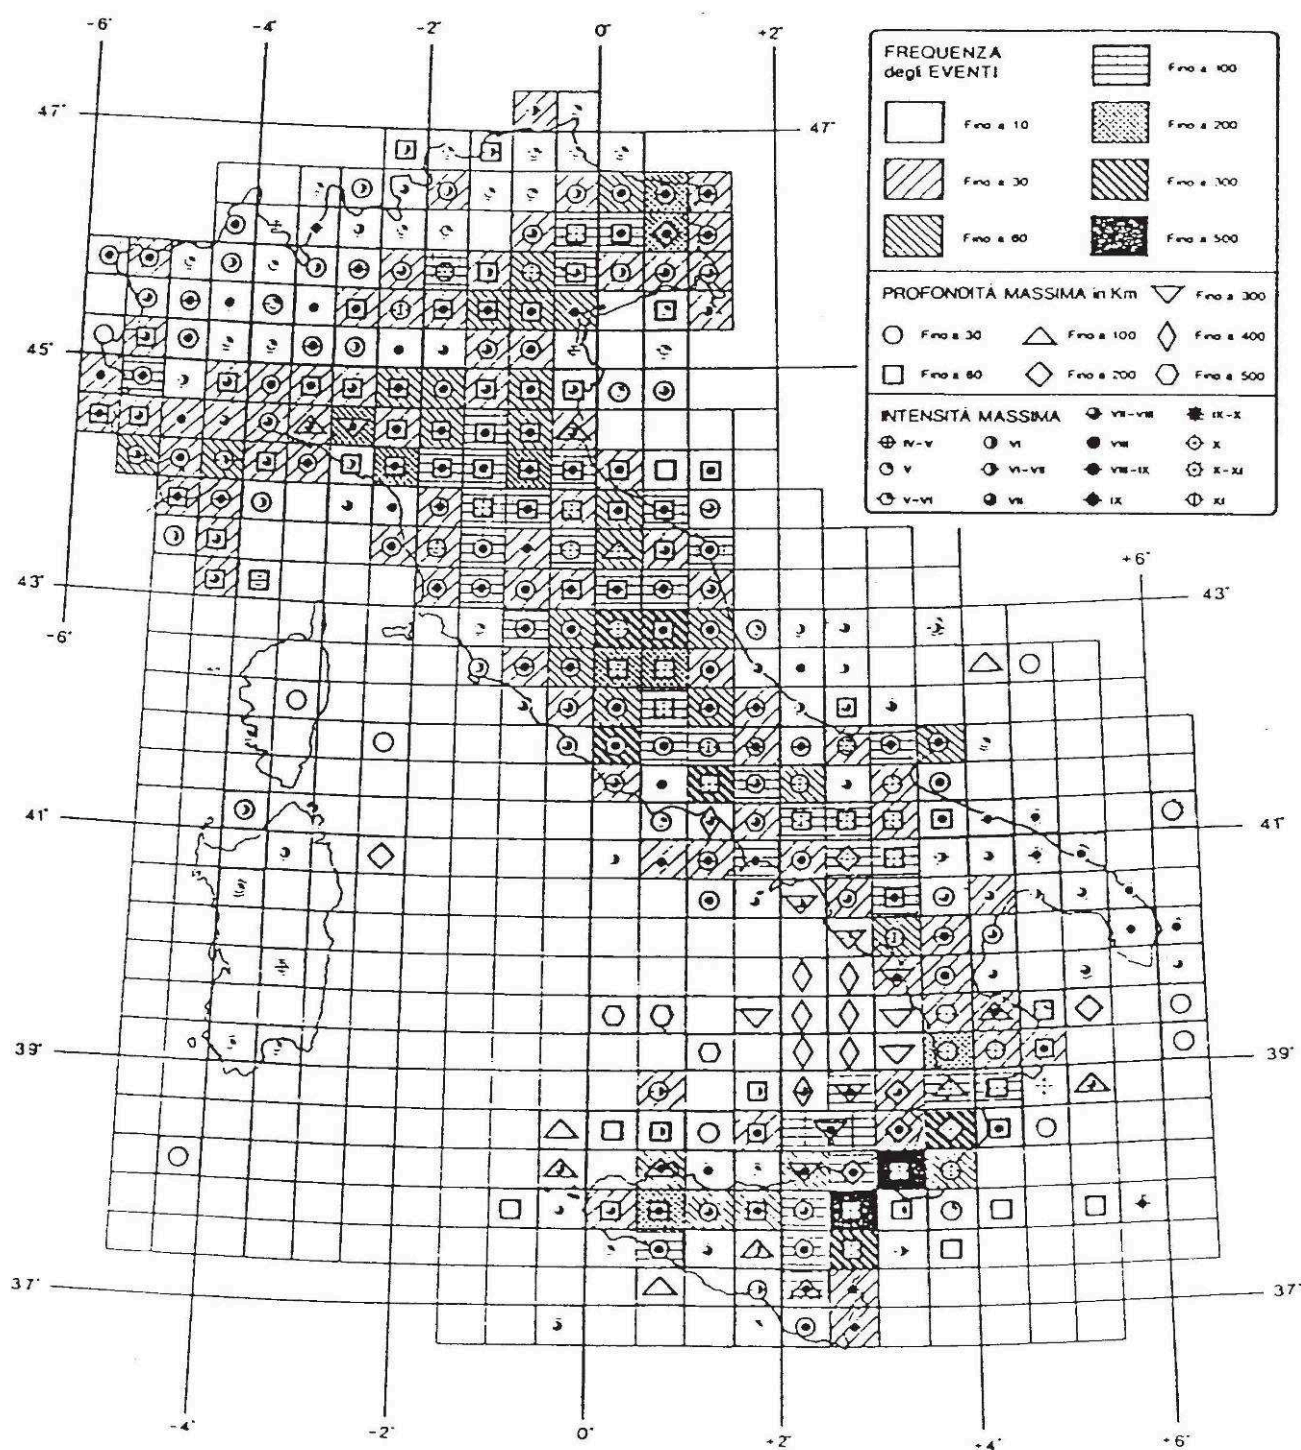 -6° -4° -2° 0° +2°
47° 47°
FREQUENZA
degli EVENTI
Fino a 100
Fino a 10
Fino a 200
Fino a 30
Fino a 300
Fino a 60
Fino a 500
PROFONDITÀ MASSIMA in Km
Fino a 300
Fino a 30
Fino a 100
Fino a 400
Fino a 60
Fino a 200
Fino a 500
INTENSITÀ MASSIMA
VII-VIII
IX-X
IV-V
VI
VIII
X
V
VI-VII
VIII-IX
X-XI
V-VI
VII
IX
XI
45°
+6°
43° 43°
-6°
41° 41°
39° 39°
37° 37°
-4° -2° 0° +2° +4° +6°